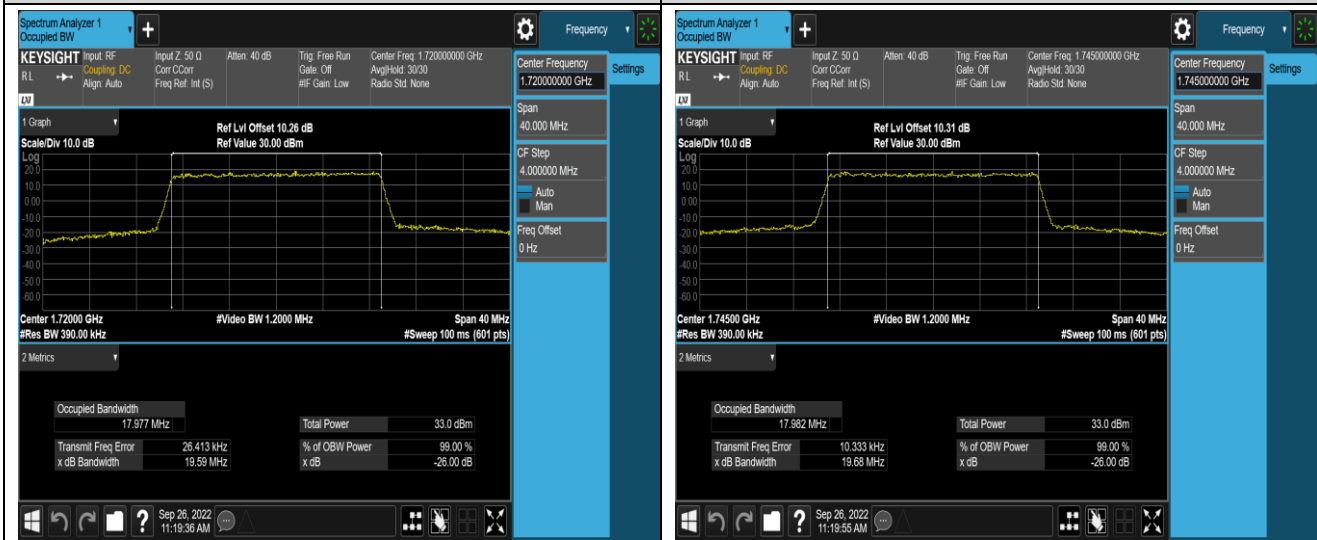 Spectrum Analyzer 1
Occupied BW
+
Frequency
KEYSIGHT
RL
LXI
Input: RF
Coupling: DC
Align: Auto
Input Z: 50 Ω
Corr CCorr
Freq Ref: Int (S)
Atten: 40 dB
Trig: Free Run
Gate: Off
#IF Gain: Low
Center Freq: 1.720000000 GHz
Avg|Hold: 30/30
Radio Std: None
Center Frequency
1.720000000 GHz
Settings
Span
40.000 MHz
CF Step
4.000000 MHz
Auto
Man
Freq Offset
0 Hz
1 Graph
Scale/Div 10.0 dB
Ref Lvl Offset 10.26 dB
Ref Value 30.00 dBm
Log
20.0
10.0
0.00
-10.0
-20.0
-30.0
-40.0
-50.0
-60.0
Center 1.72000 GHz
#Video BW 1.2000 MHz
Span 40 MHz
#Res BW 390.00 kHz
#Sweep 100 ms (601 pts)
2 Metrics
Occupied Bandwidth
17.977 MHz
Total Power 33.0 dBm
Transmit Freq Error 26.413 kHz
% of OBW Power 99.00 %
x dB Bandwidth 19.59 MHz
x dB -26.00 dB
?
Sep 26, 2022
11:19:36 AM
Spectrum Analyzer 1
Occupied BW
+
Frequency
KEYSIGHT
RL
LXI
Input: RF
Coupling: DC
Align: Auto
Input Z: 50 Ω
Corr CCorr
Freq Ref: Int (S)
Atten: 40 dB
Trig: Free Run
Gate: Off
#IF Gain: Low
Center Freq: 1.745000000 GHz
Avg|Hold: 30/30
Radio Std: None
Center Frequency
1.745000000 GHz
Settings
Span
40.000 MHz
CF Step
4.000000 MHz
Auto
Man
Freq Offset
0 Hz
1 Graph
Scale/Div 10.0 dB
Ref Lvl Offset 10.31 dB
Ref Value 30.00 dBm
Log
20.0
10.0
0.00
-10.0
-20.0
-30.0
-40.0
-50.0
-60.0
Center 1.74500 GHz
#Video BW 1.2000 MHz
Span 40 MHz
#Res BW 390.00 kHz
#Sweep 100 ms (601 pts)
2 Metrics
Occupied Bandwidth
17.982 MHz
Total Power 33.0 dBm
Transmit Freq Error 10.333 kHz
% of OBW Power 99.00 %
x dB Bandwidth 19.68 MHz
x dB -26.00 dB
?
Sep 26, 2022
11:19:55 AM